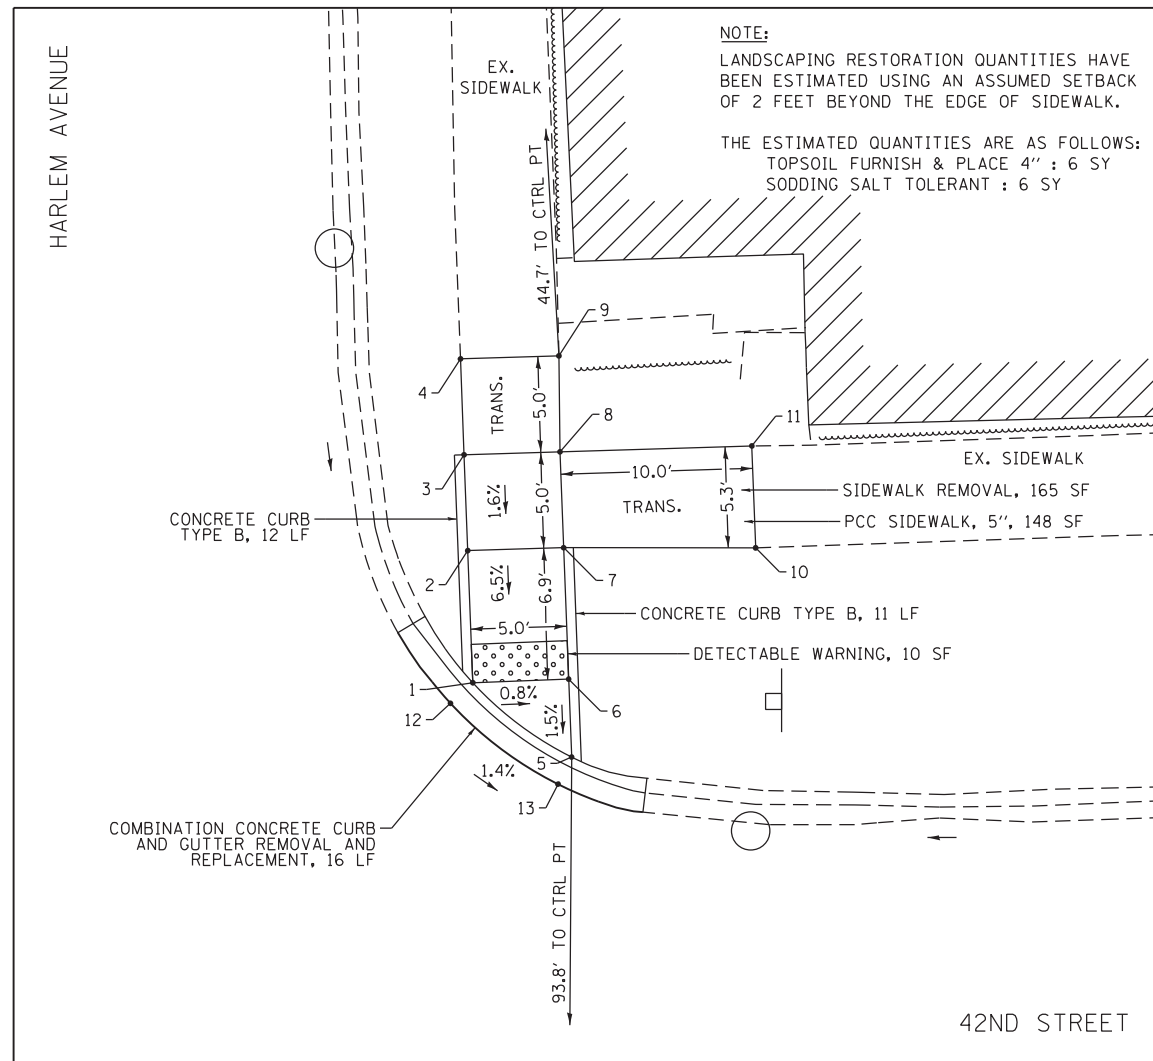 HARLEM AVENUE
EX.
SIDEWALK
NOTE:
LANDSCAPING RESTORATION QUANTITIES HAVE
BEEN ESTIMATED USING AN ASSUMED SETBACK
OF 2 FEET BEYOND THE EDGE OF SIDEWALK.
THE ESTIMATED QUANTITIES ARE AS FOLLOWS:
TOPSOIL FURNISH & PLACE 4" : 6 SY
SODDING SALT TOLERANT : 6 SY
44.7' TO CTRL PT
9
4
TRANS.
5.0'
8
11
3
10.0'
EX. SIDEWALK
1.6%
5.0'
TRANS.
5.3'
SIDEWALK REMOVAL, 165 SF
PCC SIDEWALK, 5", 148 SF
CONCRETE CURB
TYPE B, 12 LF
2
7
10
6.5%
6.9'
5.0'
CONCRETE CURB TYPE B, 11 LF
DETECTABLE WARNING, 10 SF
1
0.8%
6
12
1.5%
5
1.4%
13
COMBINATION CONCRETE CURB
AND GUTTER REMOVAL AND
REPLACEMENT, 16 LF
93.8' TO CTRL PT
42ND STREET